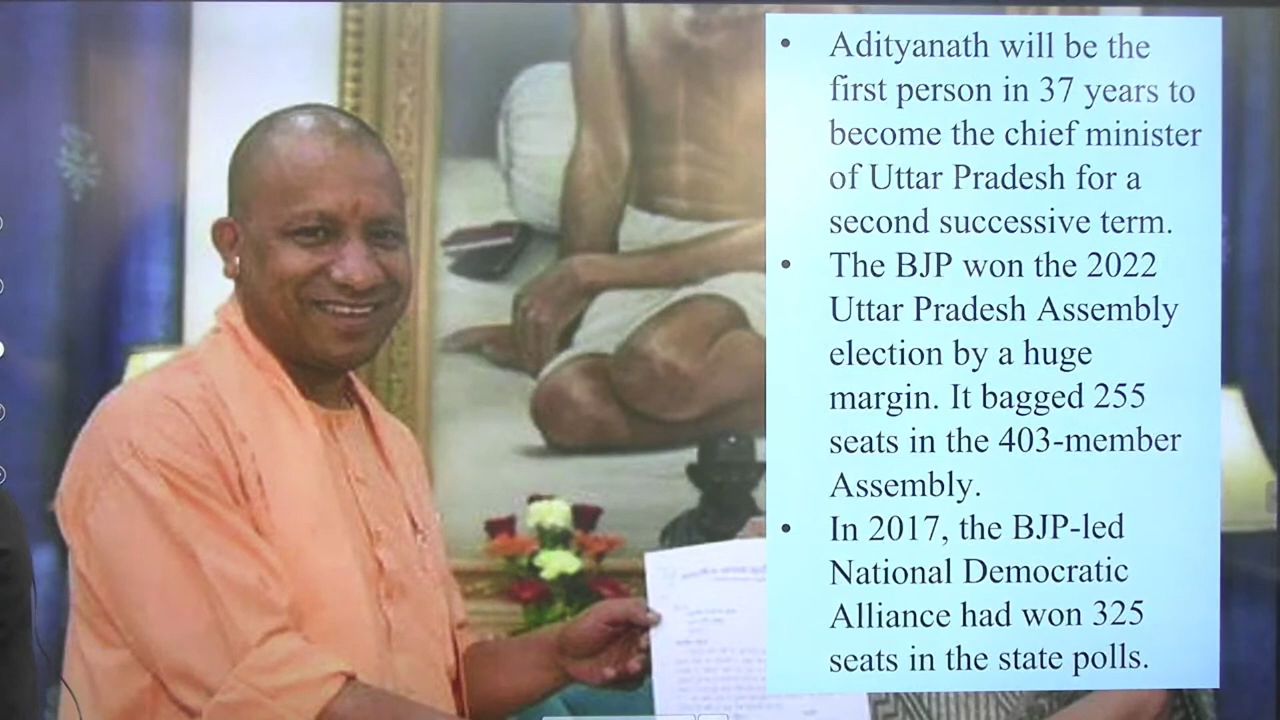 • Adityanath will be the
first person in 37 years to
become the chief minister
of Uttar Pradesh for a
second successive term.
• The BJP won the 2022
Uttar Pradesh Assembly
election by a huge
margin. It bagged 255
seats in the 403-member
Assembly.
• In 2017, the BJP-led
National Democratic
Alliance had won 325
seats in the state polls.